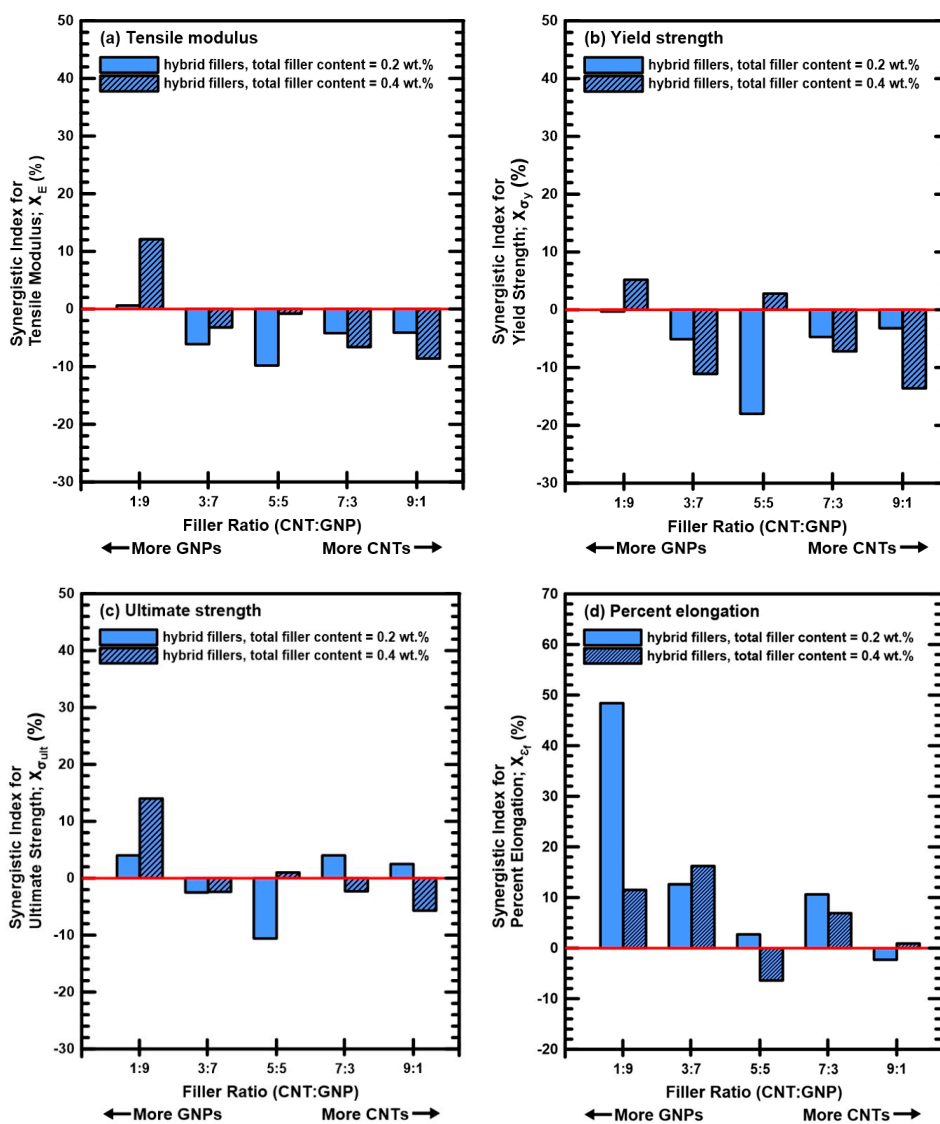 (a) Tensile modulus
hybrid fillers, total filler content = 0.2 wt.%
hybrid fillers, total filler content = 0.4 wt.%
50
40
30
20
10
0
-10
-20
-30
Synergistic Index for
Tensile Modulus; X_E (%)
1:9 3:7 5:5 7:3 9:1
Filler Ratio (CNT:GNP)
← More GNPs More CNTs →
(b) Yield strength
hybrid fillers, total filler content = 0.2 wt.%
hybrid fillers, total filler content = 0.4 wt.%
50
40
30
20
10
0
-10
-20
-30
Synergistic Index for
Yield Strength; X_σy (%)
1:9 3:7 5:5 7:3 9:1
Filler Ratio (CNT:GNP)
← More GNPs More CNTs →
(c) Ultimate strength
hybrid fillers, total filler content = 0.2 wt.%
hybrid fillers, total filler content = 0.4 wt.%
50
40
30
20
10
0
-10
-20
-30
Synergistic Index for
Ultimate Strength; X_σult (%)
1:9 3:7 5:5 7:3 9:1
Filler Ratio (CNT:GNP)
← More GNPs More CNTs →
(d) Percent elongation
hybrid fillers, total filler content = 0.2 wt.%
hybrid fillers, total filler content = 0.4 wt.%
70
60
50
40
30
20
10
0
-10
-20
Synergistic Index for
Percent Elongation; X_εf (%)
1:9 3:7 5:5 7:3 9:1
Filler Ratio (CNT:GNP)
← More GNPs More CNTs →